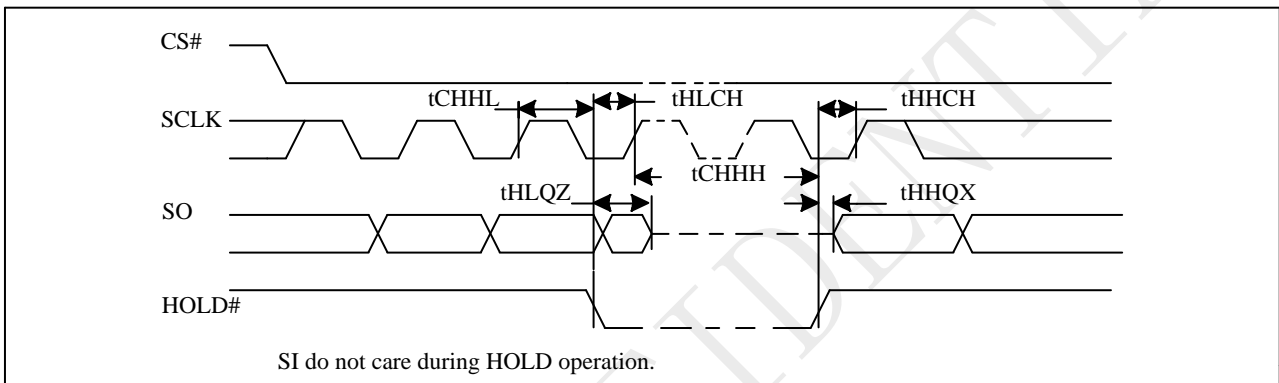 CS#
tCHHL
tHLCH
tHHCH
SCLK
tCHHH
tHLQZ
tHHQX
SO
HOLD#
SI do not care during HOLD operation.